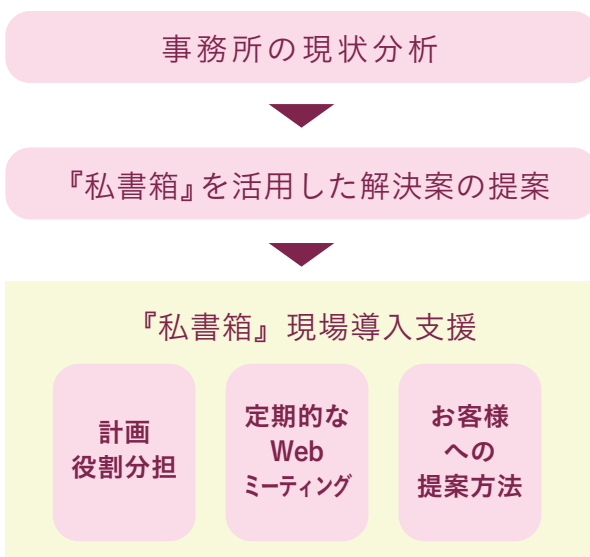 事務所の現状分析
『私書箱』を活用した解決案の提案
『私書箱』現場導入支援
計画
役割分担
定期的な
Web
ミーティング
お客様
への
提案方法